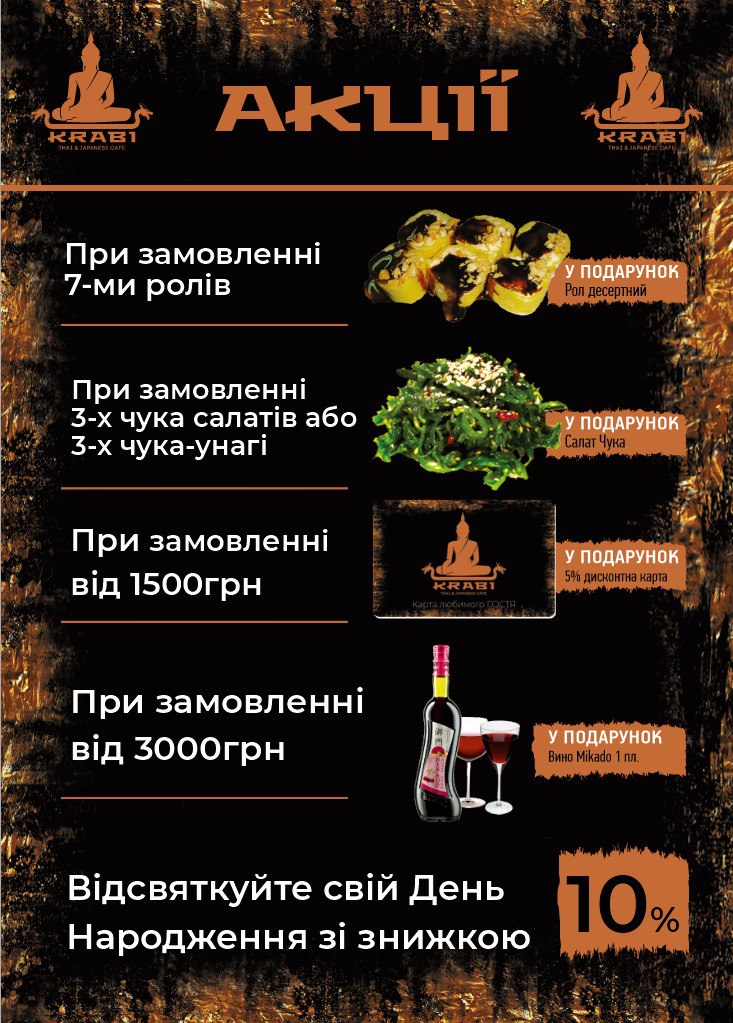 KRABI
THAI & JAPANESE CAFE
АКЦІЇ
KRABI
THAI & JAPANESE CAFE
При замовленні
7-ми ролів
У ПОДАРУНОК
Рол десертний
При замовленні
3-х чука салатів або
3-х чука-унагі
У ПОДАРУНОК
Салат Чука
При замовленні
від 1500грн
KRABI
THAI & JAPANESE CAFE
Карта любимого ГОСТЯ
У ПОДАРУНОК
5% дисконтна карта
При замовленні
від 3000грн
У ПОДАРУНОК
Вино Mikado 1 пл.
Відсвяткуйте свій День
Народження зі знижкою
10%